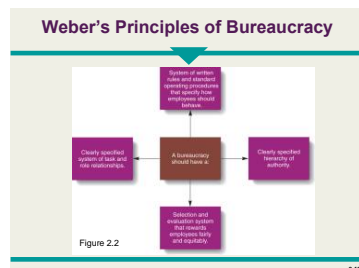 Weber's Principles of Bureaucracy
System of written
rules and standard
operating procedures
that specify how
employees should
behave.
Clearly specified
system of task and
role relationships.
A bureaucracy
should have a:
Clearly specified
hierarchy of
authority.
Selection and
evaluation system
that rewards
employees fairly
and equitably.
Figure 2.2